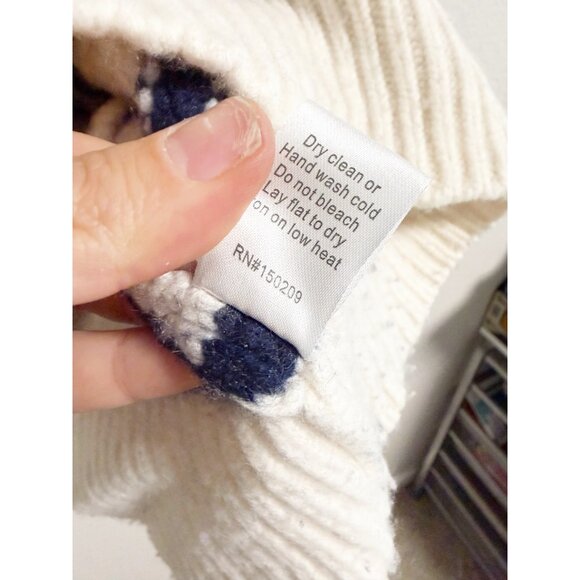 Dry clean or
Hand wash cold
Do not bleach
Lay flat to dry
on on low heat
RN#150209